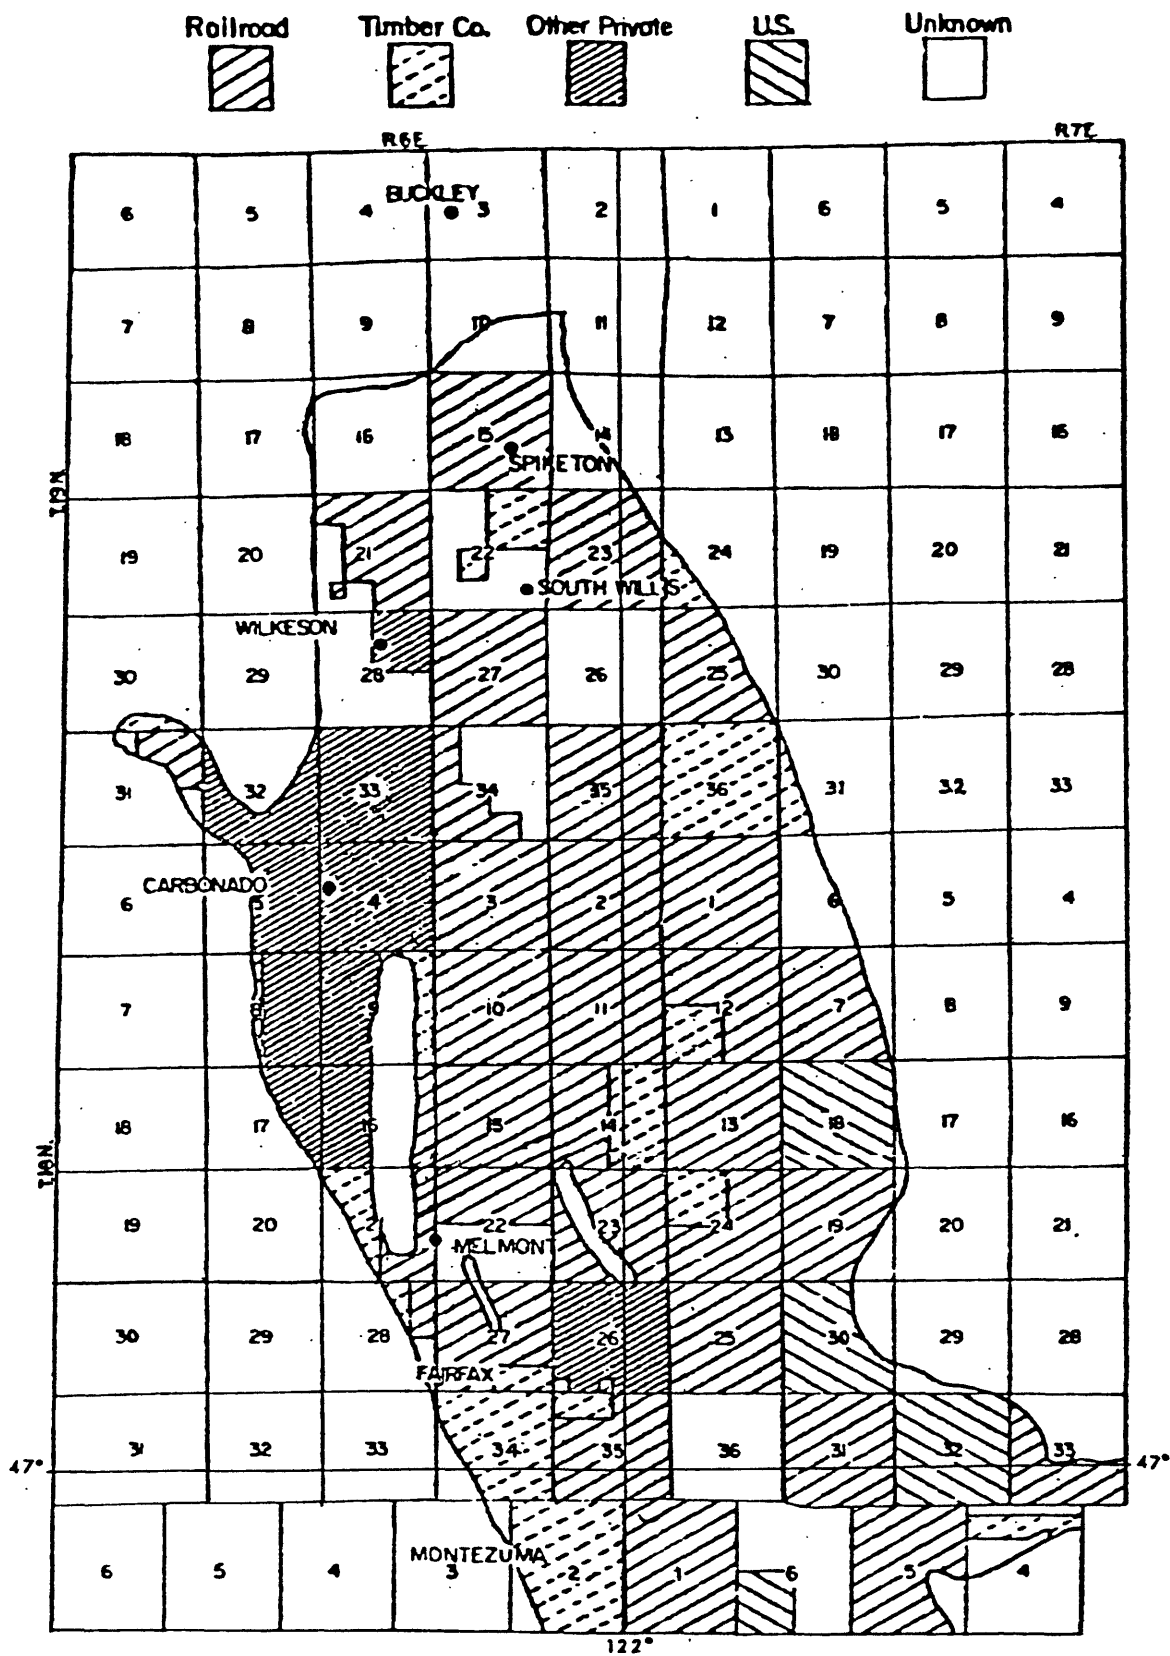 Railroad Timber Co. Other Private U.S. Unknown
R6E R7E
BUCKLEY
6 5 4 3 2 1 6 5 4
7 8 9 10 11 12 7 8 9
18 17 16 15 14 13 18 17 16
SPIKETON
T.19N.
19 20 21 22 23 24 19 20 21
SOUTH WILLIS
WILKESON
30 29 28 27 26 25 30 29 28
31 32 33 34 35 36 31 32 33
CARBONADO
6 5 4 3 2 1 6 5 4
7 8 9 10 11 12 7 8 9
18 17 16 15 14 13 18 17 16
T.18N.
19 20 21 22 23 24 19 20 21
MELMONT
30 29 28 27 26 25 30 29 28
FAIRFAX
31 32 33 34 35 36 31 32 33
47° 47°
MONTEZUMA
6 5 4 3 2 1 6 5 4
122°